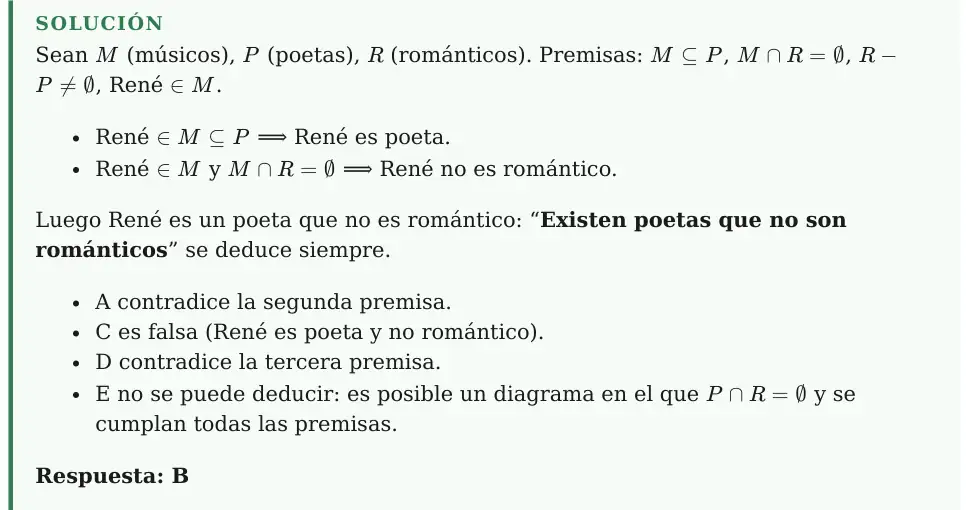 SOLUCIÓN
Sean M (músicos), P (poetas), R (románticos). Premisas: M ⊆ P, M ∩ R = ∅, R −
P ≠ ∅, René ∈ M.
• René ∈ M ⊆ P ⟹ René es poeta.
• René ∈ M y M ∩ R = ∅ ⟹ René no es romántico.
Luego René es un poeta que no es romántico: “Existen poetas que no son
románticos” se deduce siempre.
• A contradice la segunda premisa.
• C es falsa (René es poeta y no romántico).
• D contradice la tercera premisa.
• E no se puede deducir: es posible un diagrama en el que P ∩ R = ∅ y se
cumplan todas las premisas.
Respuesta: B